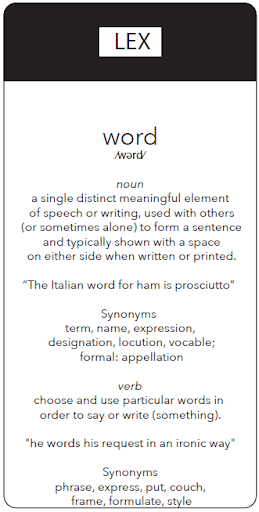 LEX
word
/wərd/
noun
a single distinct meaningful element
of speech or writing, used with others
(or sometimes alone) to form a sentence
and typically shown with a space
on either side when written or printed.
“The Italian word for ham is prosciutto”
Synonyms
term, name, expression,
designation, locution, vocable;
formal: appellation
verb
choose and use particular words in
order to say or write (something).
"he words his request in an ironic way"
Synonyms
phrase, express, put, couch,
frame, formulate, style